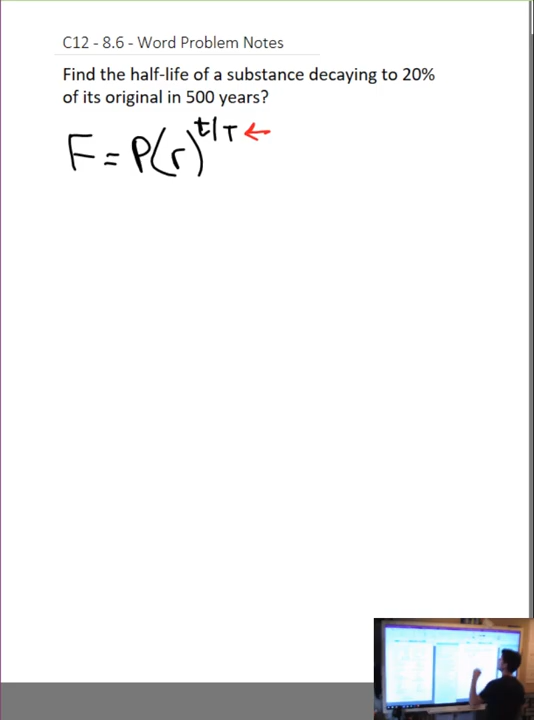 C12 - 8.6 - Word Problem Notes
Find the half-life of a substance decaying to 20%
of its original in 500 years?
F = P(r)^t/T ←